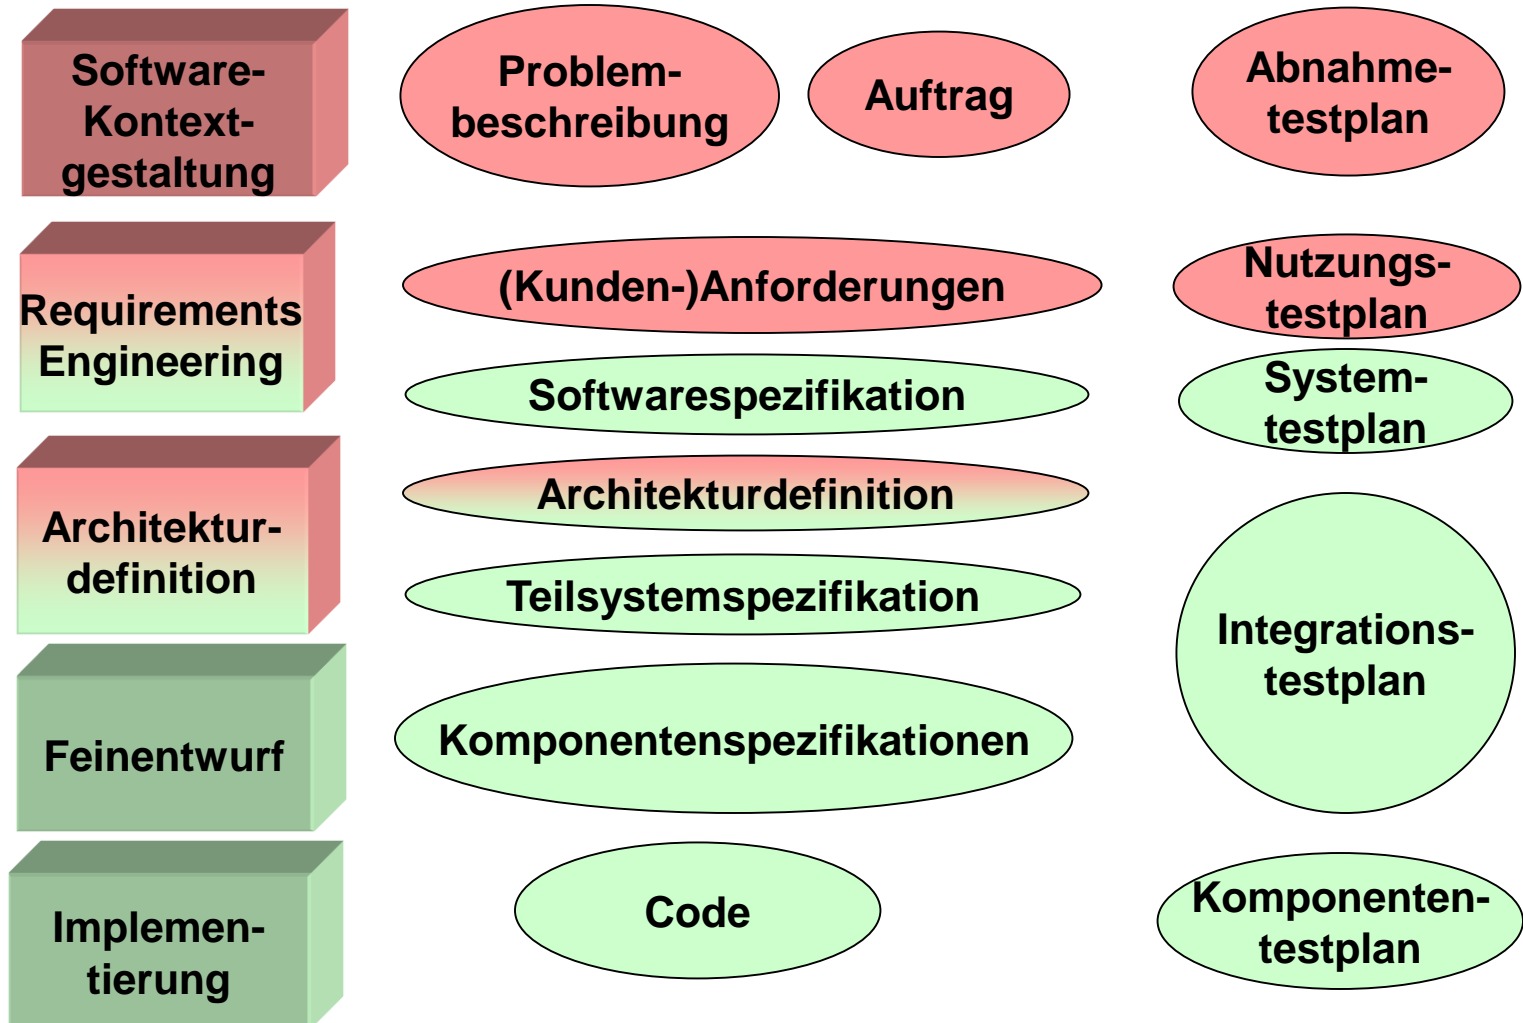 Software-
Kontext-
gestaltung
Problem-
beschreibung
Auftrag
Abnahme-
testplan
Requirements
Engineering
(Kunden-)Anforderungen
Nutzungs-
testplan
Softwarespezifikation
System-
testplan
Architektur-
definition
Architekturdefinition
Teilsystemspezifikation
Integrations-
testplan
Feinentwurf
Komponentenspezifikationen
Implemen-
tierung
Code
Komponenten-
testplan